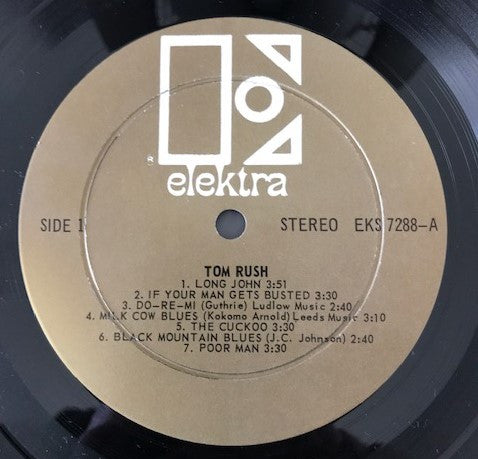 ®
elektra
SIDE 1 STEREO EKS 7288-A
TOM RUSH
1. LONG JOHN 3:51
2. IF YOUR MAN GETS BUSTED 3:30
3. DO-RE-MI (Guthrie) Ludlow Music 2:40
4. MILK COW BLUES (Kokomo Arnold) Leeds Music 3:10
5. THE CUCKOO 3:30
6. BLACK MOUNTAIN BLUES (J.C. Johnson) 2:40
7. POOR MAN 3:30